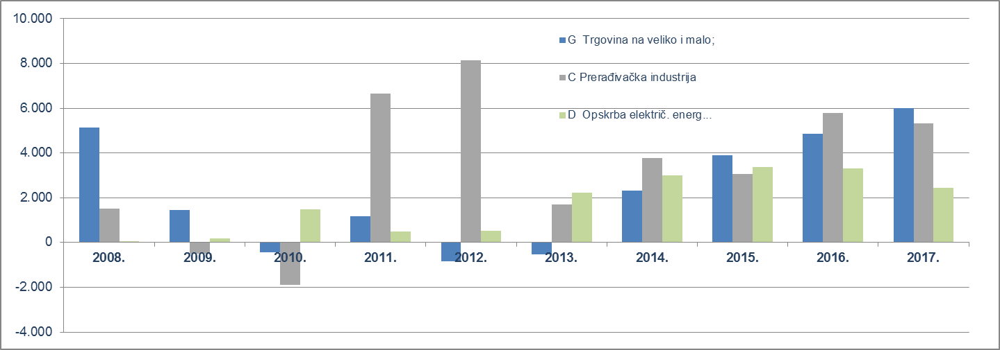 10.000
8.000
6.000
4.000
2.000
0
-2.000
-4.000
G  Trgovina na veliko i malo;
C Prerađivačka industrija
D  Opskrba električ. energ...
2008. 2009. 2010. 2011. 2012. 2013. 2014. 2015. 2016. 2017.